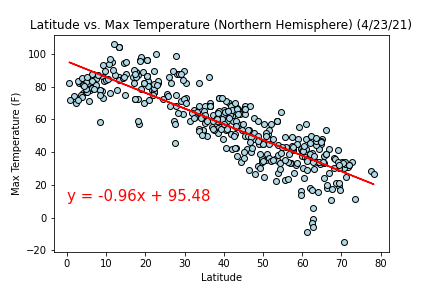 Latitude vs. Max Temperature (Northern Hemisphere) (4/23/21)
Max Temperature (F)
100
80
60
40
20
0
−20
y = -0.96x + 95.48
0 10 20 30 40 50 60 70 80
Latitude